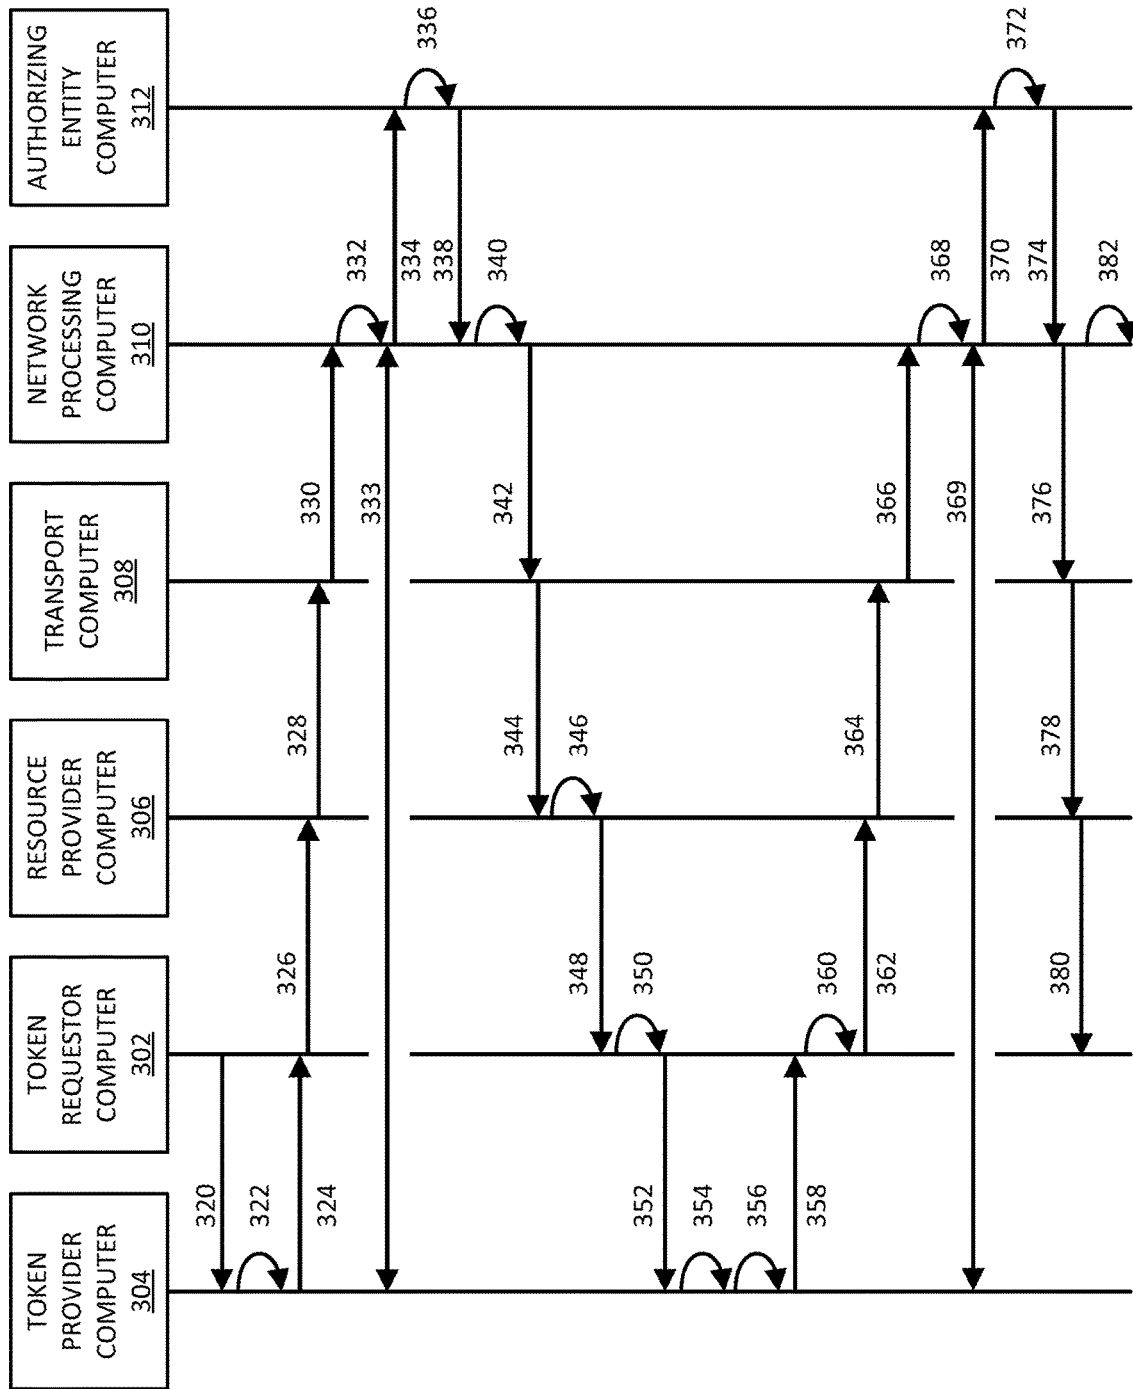 TOKEN
PROVIDER
COMPUTER
304
TOKEN
REQUESTOR
COMPUTER
302
RESOURCE
PROVIDER
COMPUTER
306
TRANSPORT
COMPUTER
308
NETWORK
PROCESSING
COMPUTER
310
AUTHORIZING
ENTITY
COMPUTER
312
320
322
324
326
328
330
332
333
334
336
338
340
342
344
346
348
350
352
354
356
358
360
362
364
366
368
369
370
372
374
376
378
380
382